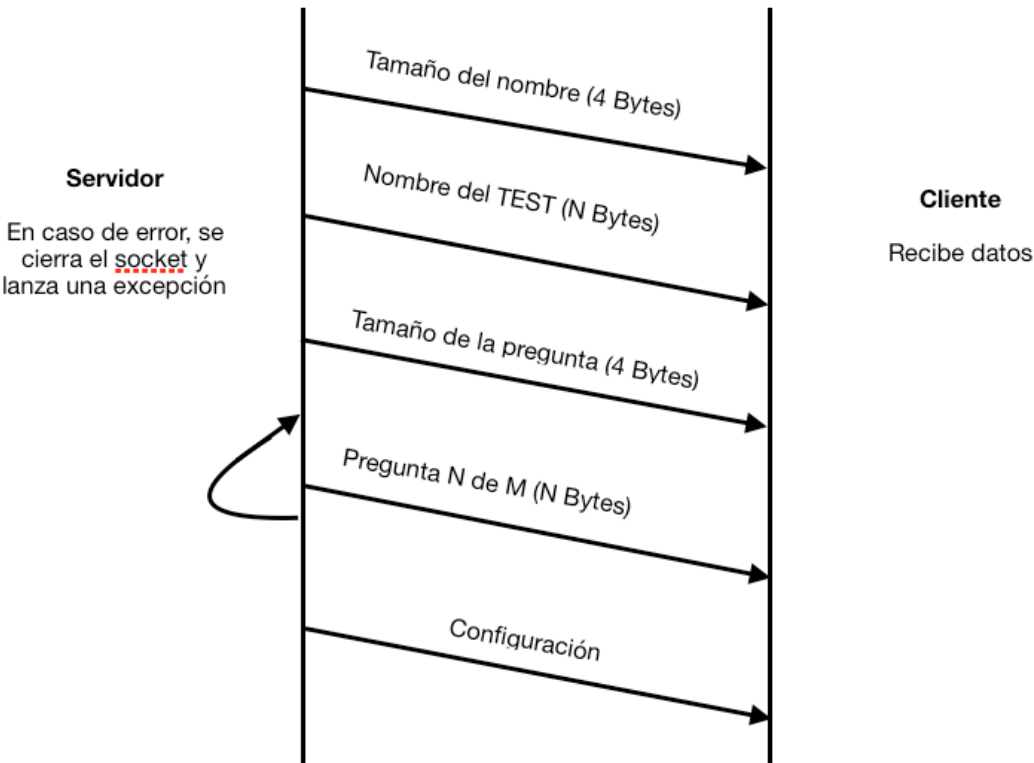 Tamaño del nombre (4 Bytes)
Nombre del TEST (N Bytes)
Servidor
En caso de error, se
cierra el socket y
lanza una excepción
Cliente
Recibe datos
Tamaño de la pregunta (4 Bytes)
Pregunta N de M (N Bytes)
Configuración